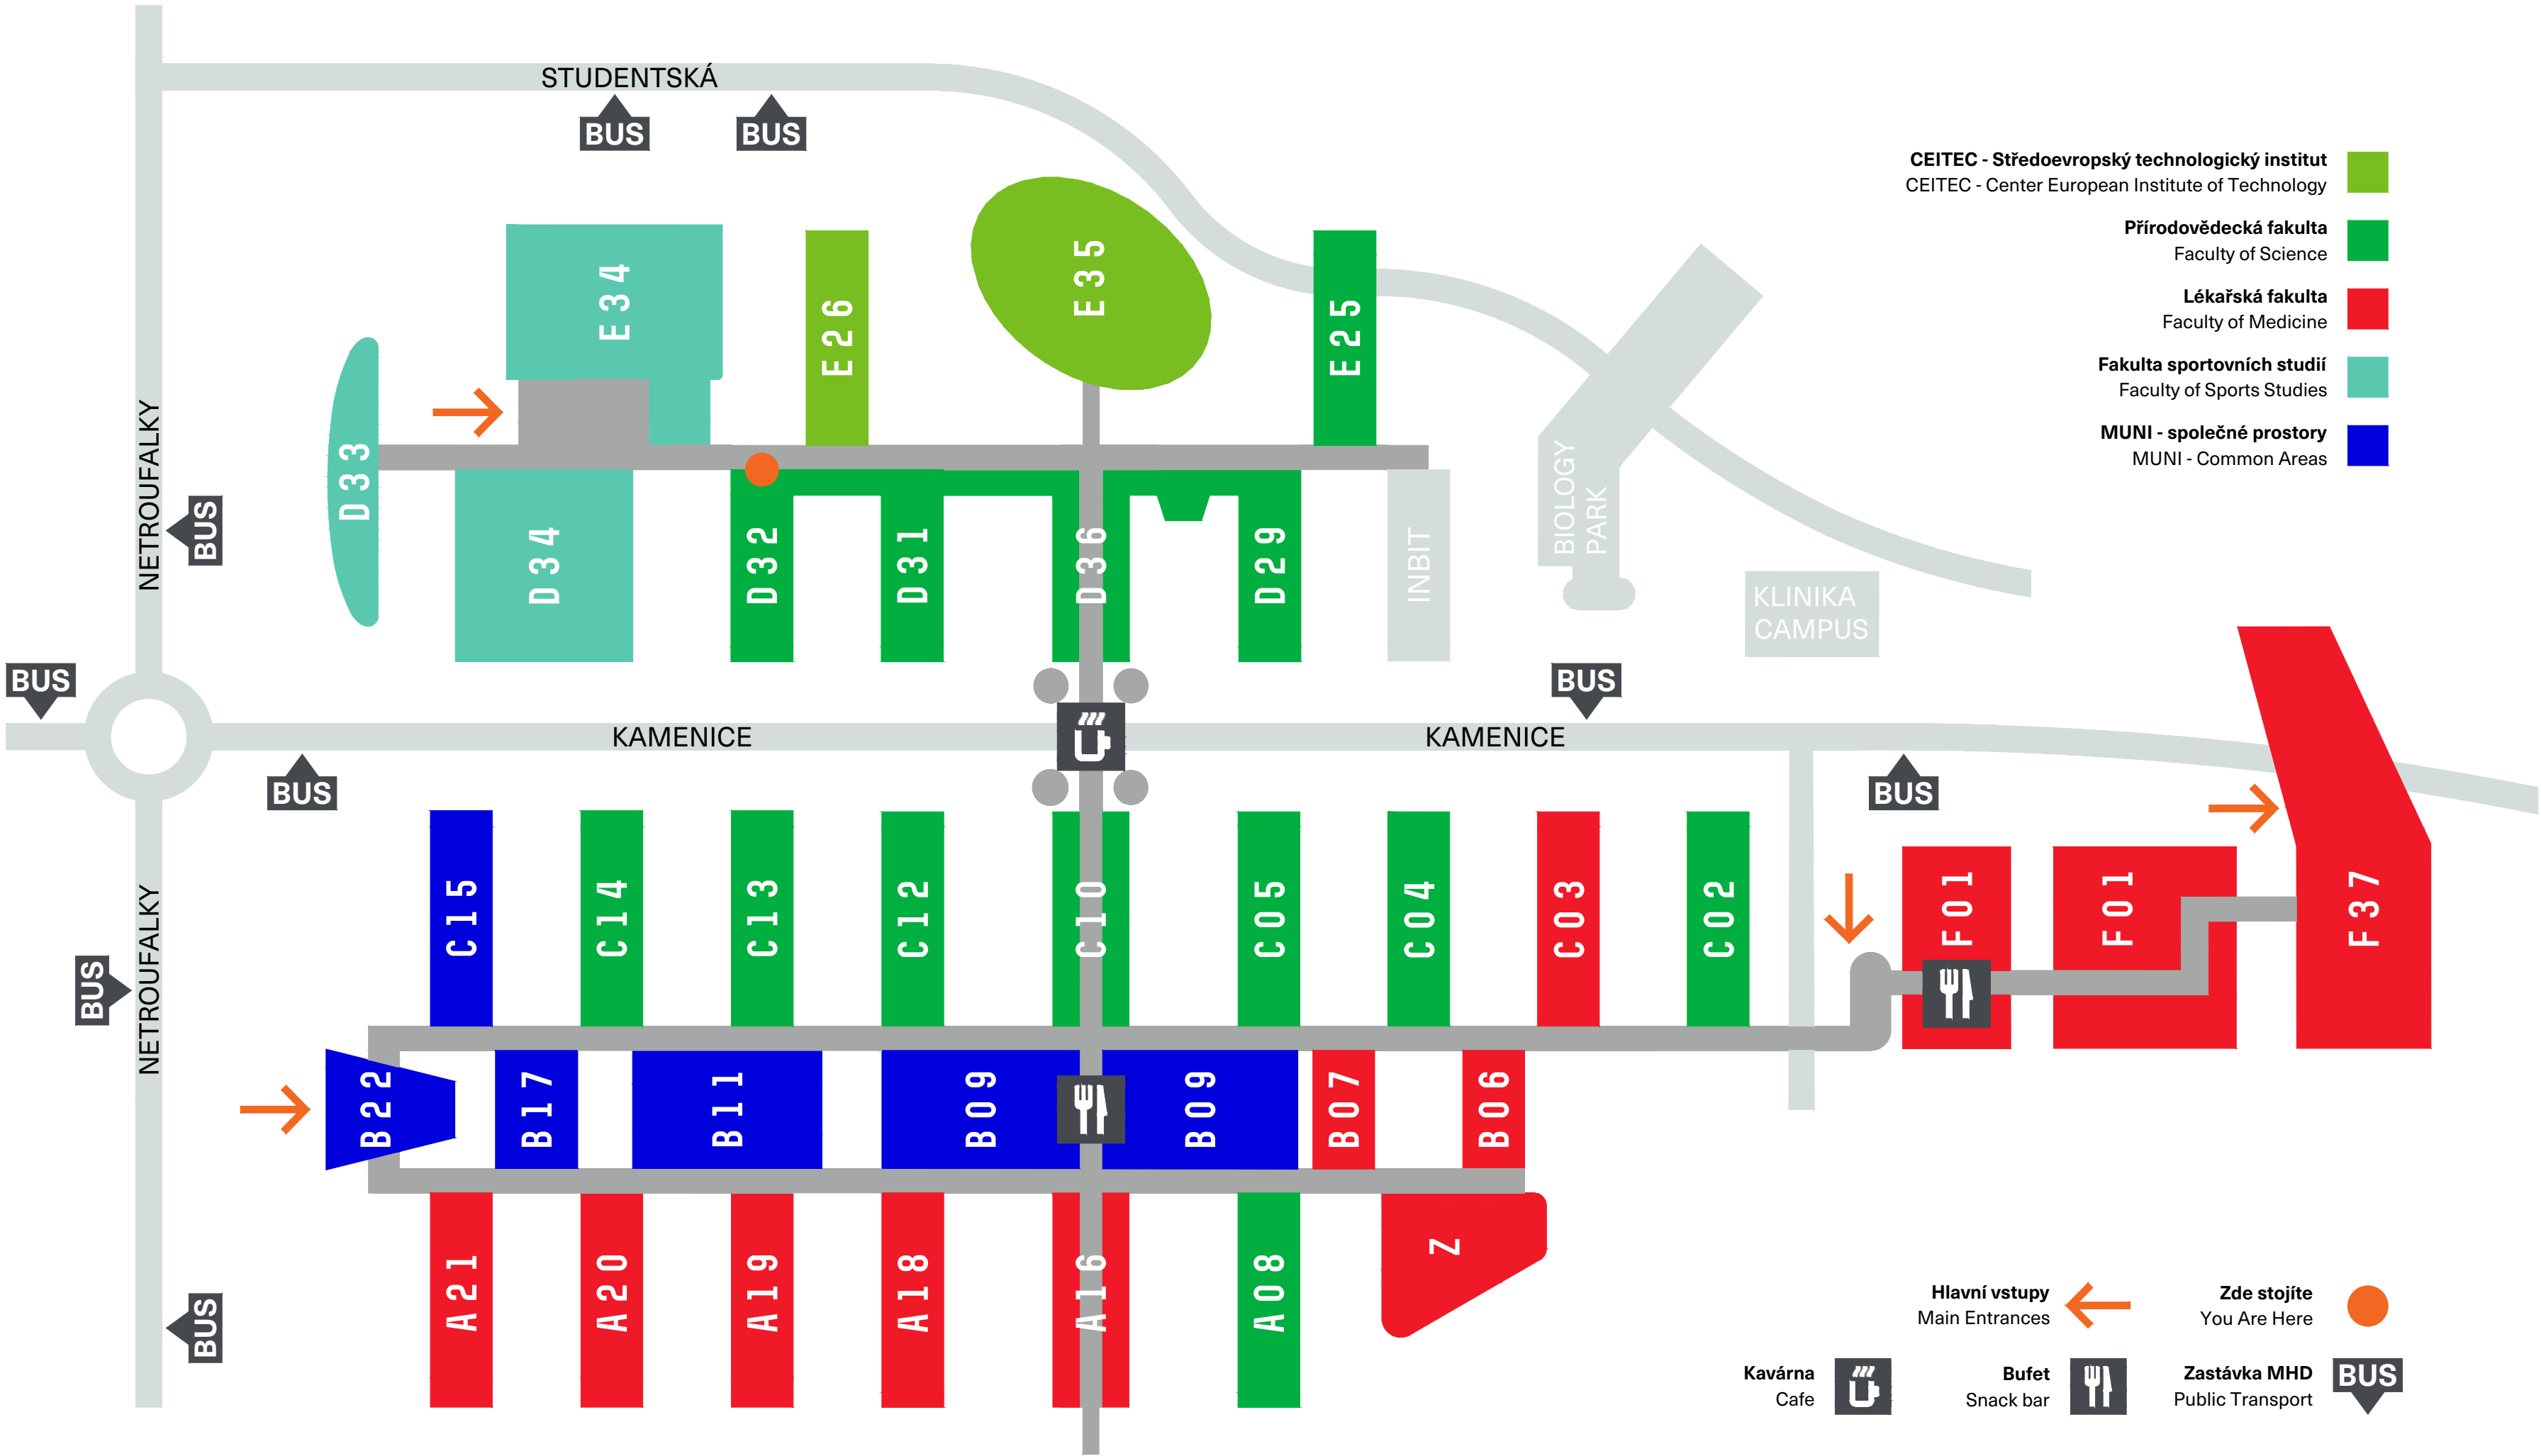 STUDENTSKÁ
BUS
BUS
CEITEC - Středoevropský technologický institut
CEITEC - Center European Institute of Technology
Přírodovědecká fakulta
Faculty of Science
Lékařská fakulta
Faculty of Medicine
Fakulta sportovních studií
Faculty of Sports Studies
MUNI - společné prostory
MUNI - Common Areas
E34
E26
E35
E25
NETROUFALKY
BUS
D33
D34
D32
D31
D36
D29
INBIT
BIOLOGY
PARK
KLINIKA
CAMPUS
BUS
BUS
KAMENICE
KAMENICE
BUS
BUS
C15
C14
C13
C12
C10
C05
C04
C03
C02
F01
F01
F37
NETROUFALKY
BUS
B22
B17
B11
B09
B09
B07
B06
A21
A20
A19
A18
A16
A08
Z
BUS
Hlavní vstupy
Main Entrances
Zde stojíte
You Are Here
Kavárna
Cafe
Bufet
Snack bar
Zastávka MHD
Public Transport
BUS